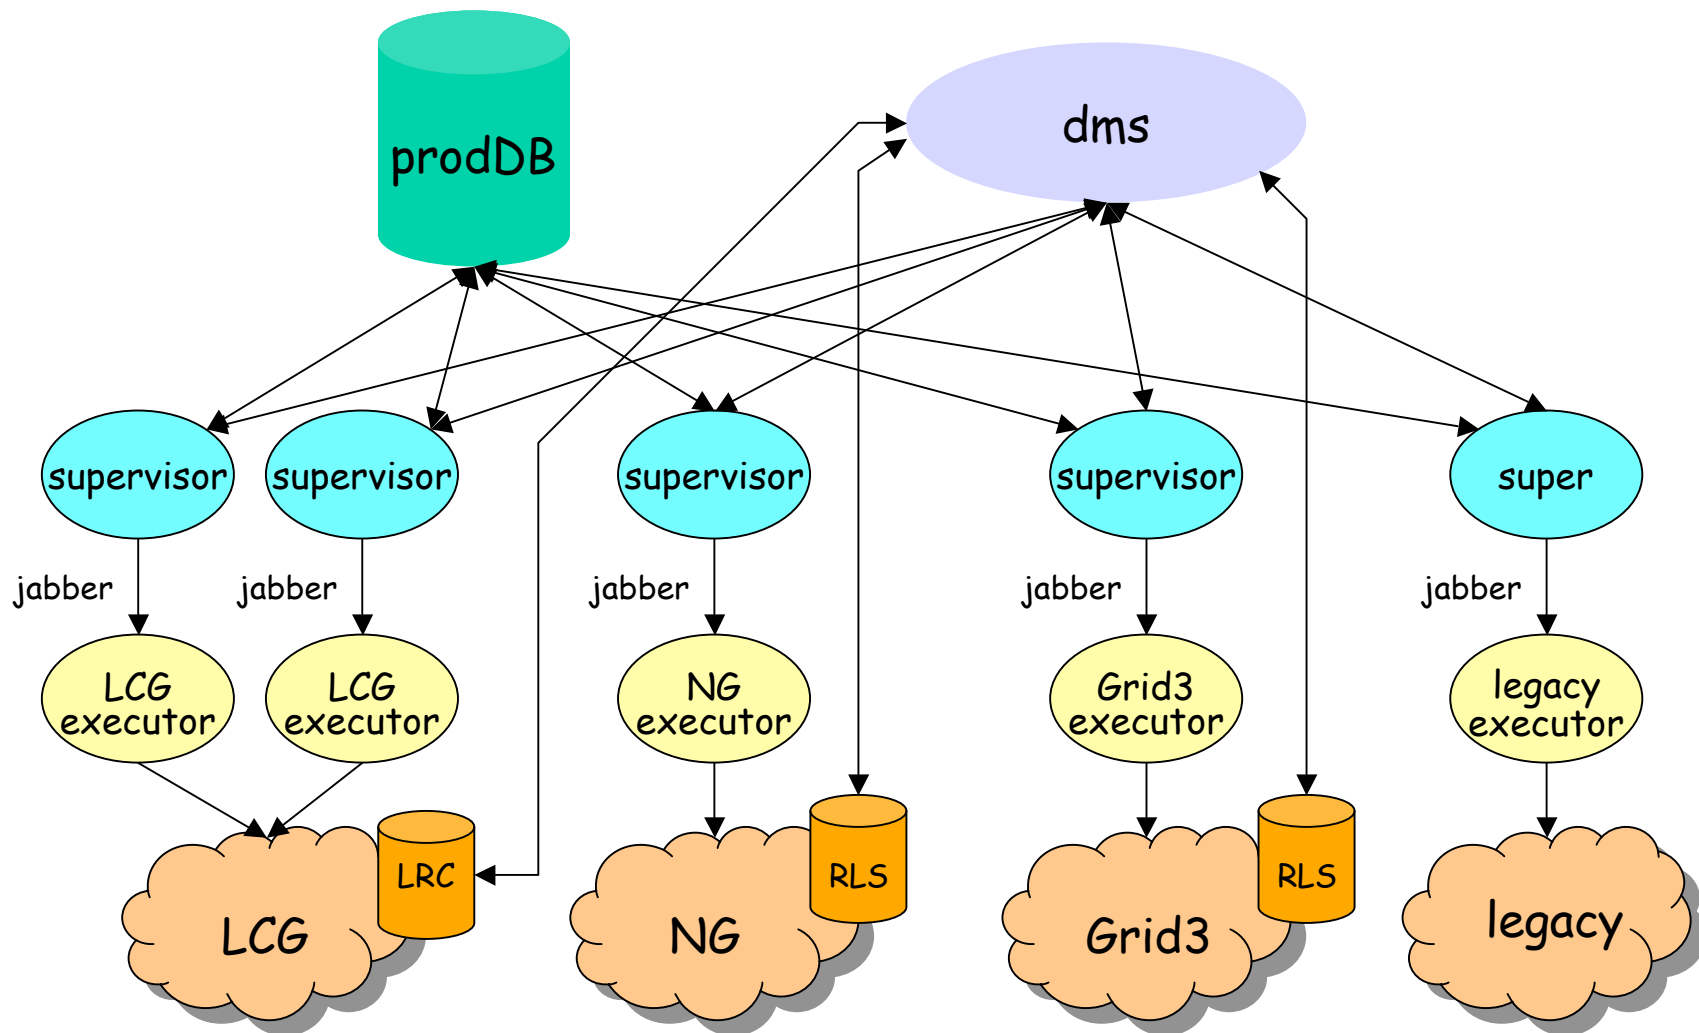 prodDB
dms
supervisor
supervisor
supervisor
supervisor
super
jabber
jabber
jabber
jabber
jabber
LCG
executor
LCG
executor
NG
executor
Grid3
executor
legacy
executor
LRC
RLS
RLS
LCG
NG
Grid3
legacy